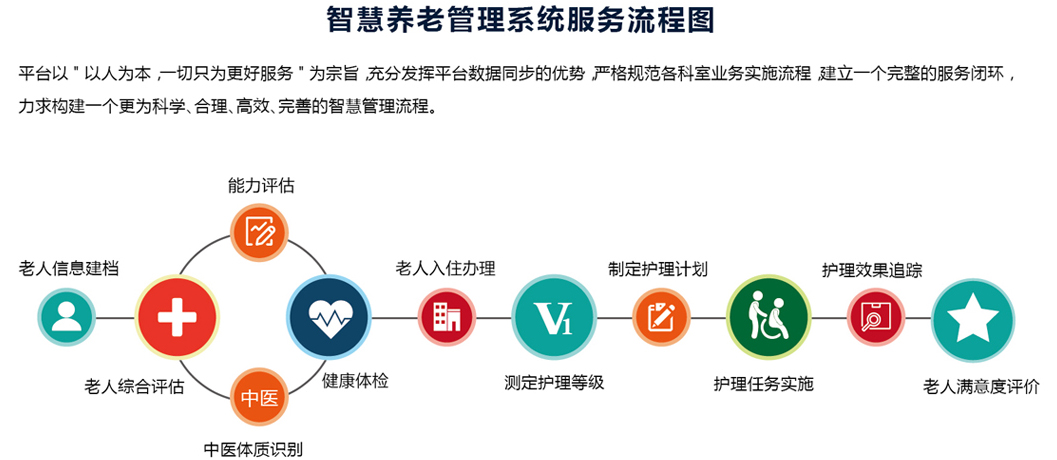 智慧养老管理系统服务流程图
平台以"以人为本,一切只为更好服务"为宗旨,充分发挥平台数据同步的优势,严格规范各科室业务实施流程,建立一个完整的服务闭环,
力求构建一个更为科学、合理、高效、完善的智慧管理流程。
能力评估
老人信息建档
老人入住办理
制定护理计划
护理效果追踪
V1
老人综合评估
健康体检
测定护理等级
护理任务实施
老人满意度评价
中医
中医体质识别